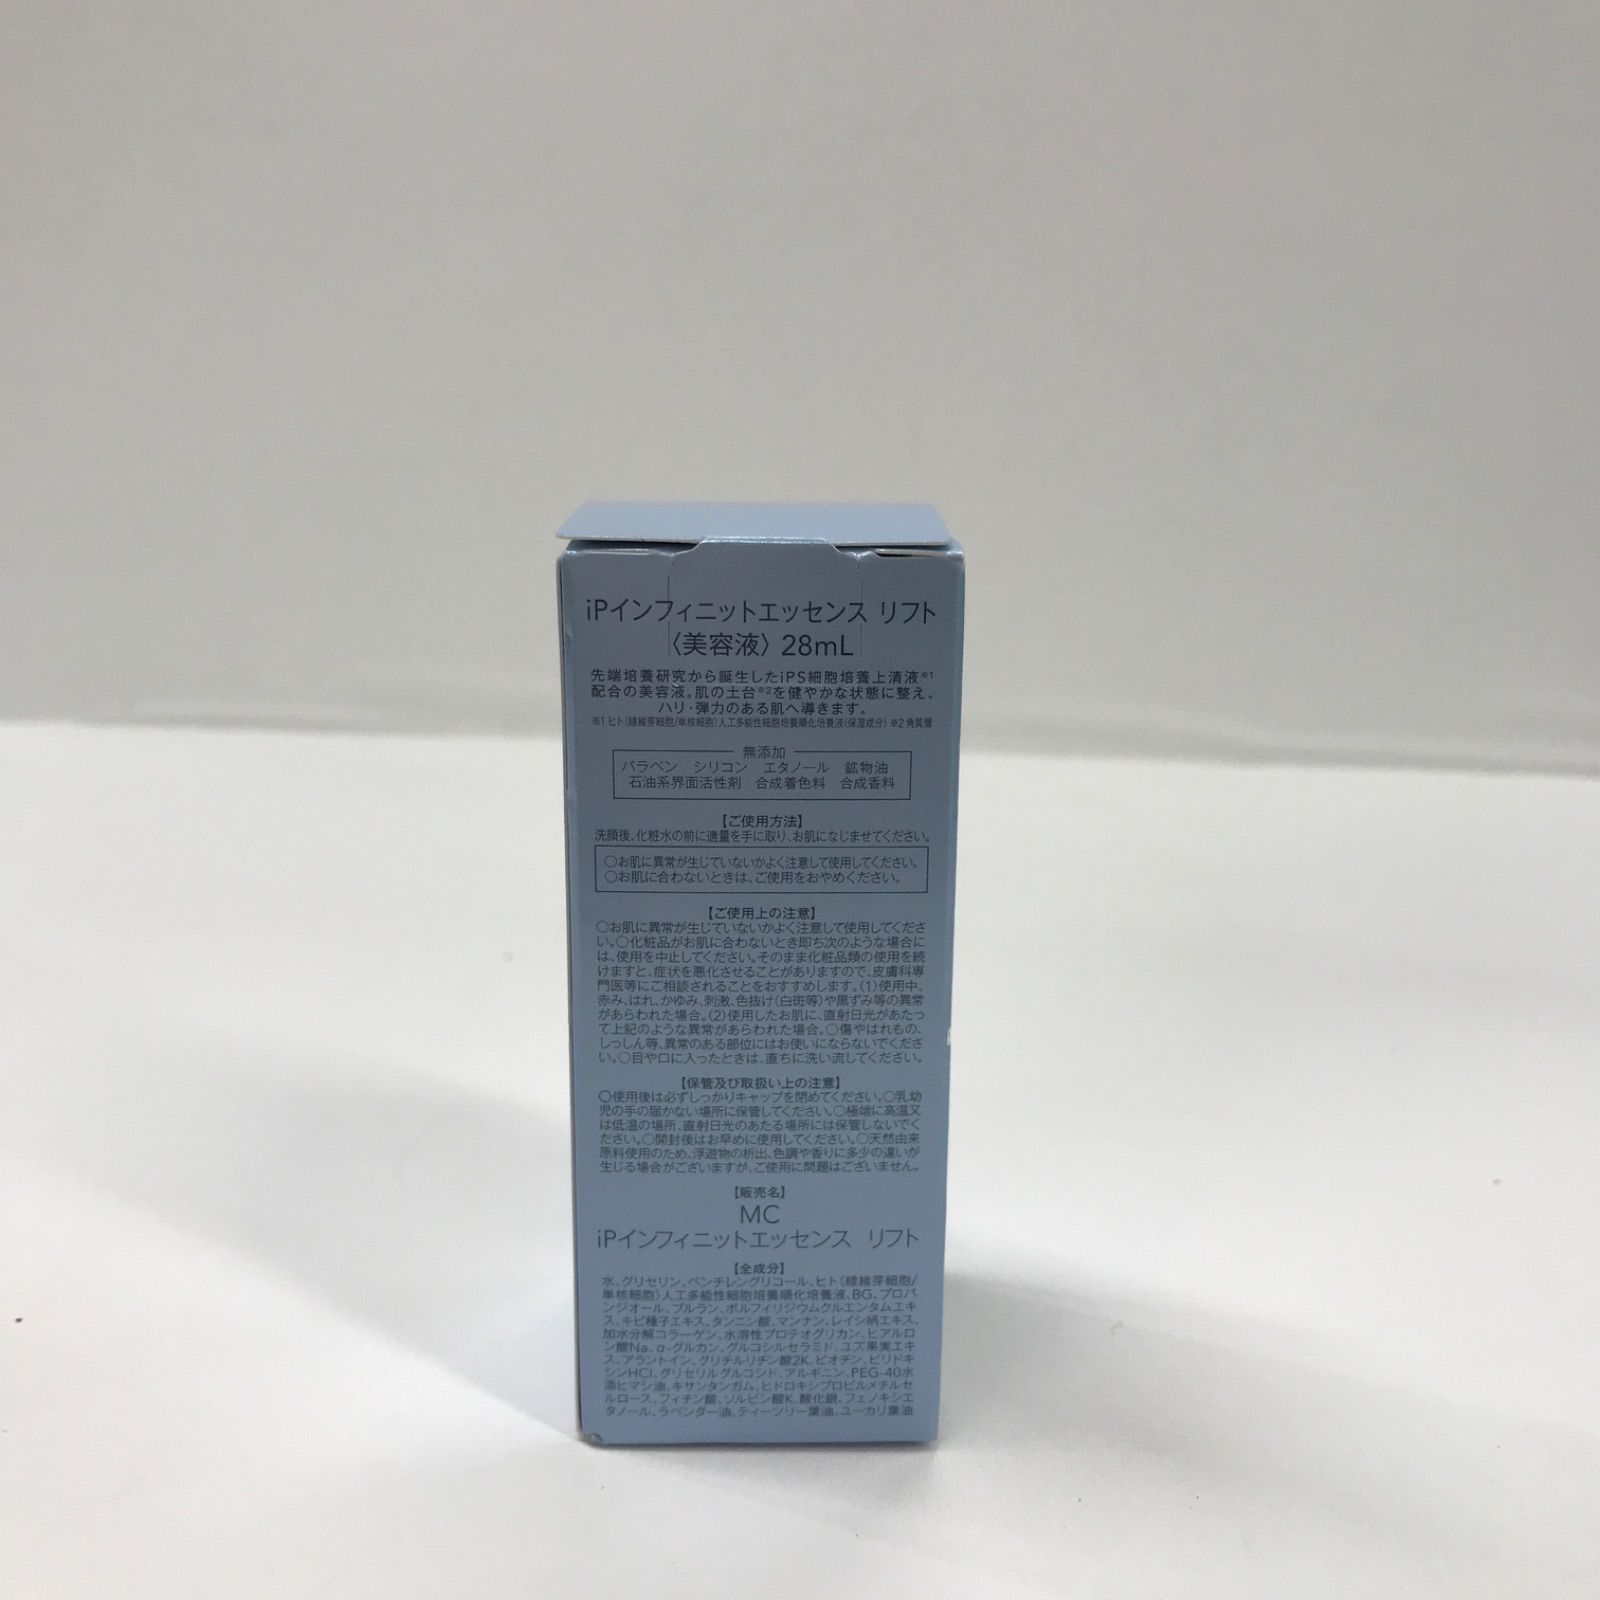 iPインフィニットエッセンス リフト
〈美容液〉28mL
先端培養研究から誕生したiPS細胞培養上清液※1
配合の美容液。肌の土台※2を健やかな状態に整え、
ハリ・弾力のある肌へ導きます。
※1 ヒト(線維芽細胞/単核細胞)人工多能性細胞培養順化培養液(保湿成分) ※2 角質層
無添加
パラベン シリコン エタノール 鉱物油
石油系界面活性剤 合成着色料 合成香料
【ご使用方法】
洗顔後、化粧水の前に適量を手に取り、お肌になじませてください。
○お肌に異常が生じていないかよく注意して使用してください。
○お肌に合わないときは、ご使用をおやめください。
【ご使用上の注意】
○お肌に異常が生じていないかよく注意して使用してくださ
い。○化粧品がお肌に合わないとき即ち次のような場合に
は、使用を中止してください。そのまま化粧品類の使用を続
けますと、症状を悪化させることがありますので、皮膚科専
門医等にご相談されることをおすすめします。(1)使用中、
赤み、はれ、かゆみ、刺激、色抜け(白斑等)や黒ずみ等の異常
があらわれた場合。(2)使用したお肌に、直射日光があたっ
て上記のような異常があらわれた場合。○傷やはれもの、
しっしん等、異常のある部位にはお使いにならないでくださ
い。○目や口に入ったときは、直ちに洗い流してください。
【保管及び取扱い上の注意】
○使用後は必ずしっかりキャップを閉めてください。○乳幼
児の手の届かない場所に保管してください。○極端に高温又
は低温の場所、直射日光のあたる場所には保管しないでく
ださい。○開封後はお早めに使用してください。○天然由来
原料使用のため、浮遊物の析出、色調や香りに多少の違いが
生じる場合がございますが、ご使用に問題はございません。
【販売名】
MC
iPインフィニットエッセンス リフト
【全成分】
水、グリセリン、ペンチレングリコール、ヒト(線維芽細胞/
単核細胞)人工多能性細胞培養順化培養液、BG、プロパ
ンジオール、プルラン、ポルフィリジウムクルエンタムエキ
ス、キビ種子エキス、タンニン酸、マンナン、レイシ柄エキス、
加水分解コラーゲン、水溶性プロテオグリカン、ヒアルロ
ン酸Na、α-グルカン、グルコシルセラミド、ユズ果実エキ
ス、アラントイン、グリチルリチン酸2K、ビオチン、ピリドキ
シンHCl、グリセリルグルコシド、アルギニン、PEG-40水
添ヒマシ油、キサンタンガム、ヒドロキシプロピルメチルセ
ルロース、フィチン酸、ソルビン酸K、酸化銀、フェノキシエ
タノール、ラベンダー油、ティーツリー葉油、ユーカリ葉油